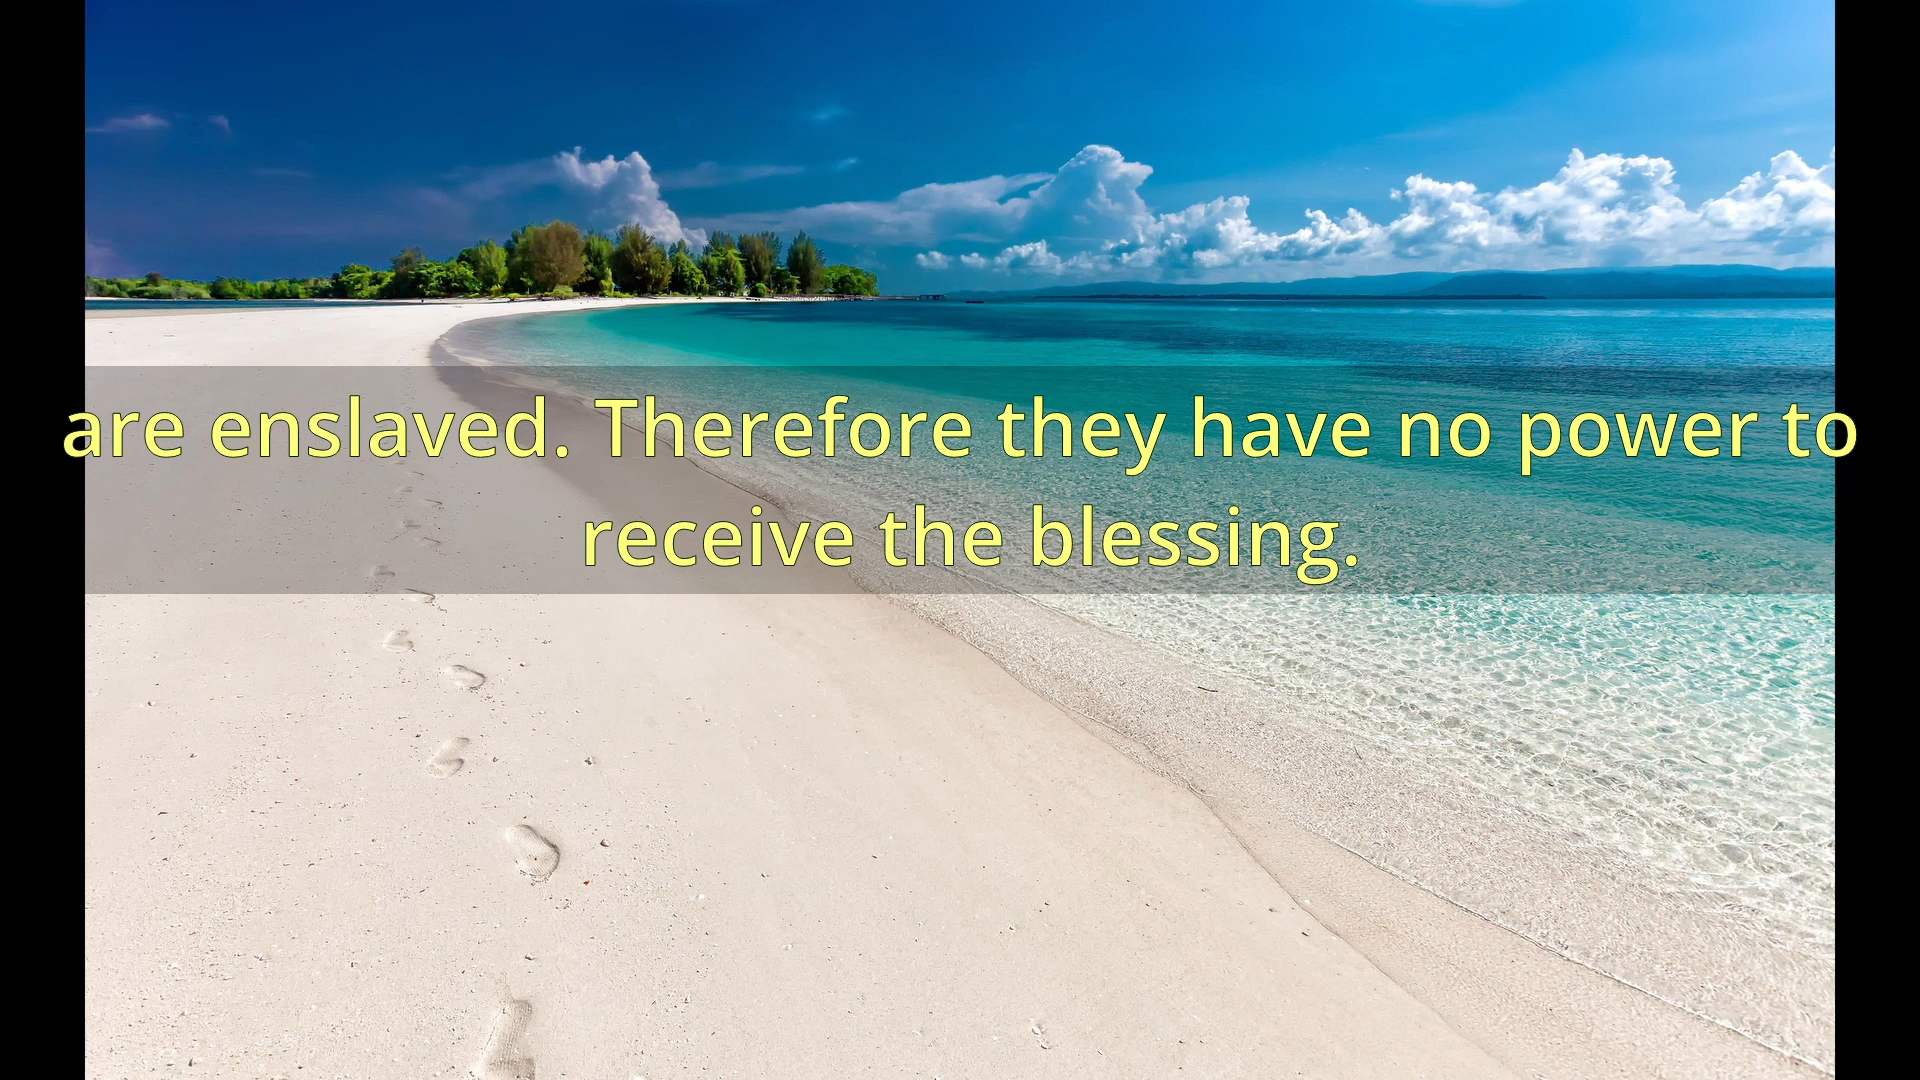 are enslaved. Therefore they have no power to
receive the blessing.